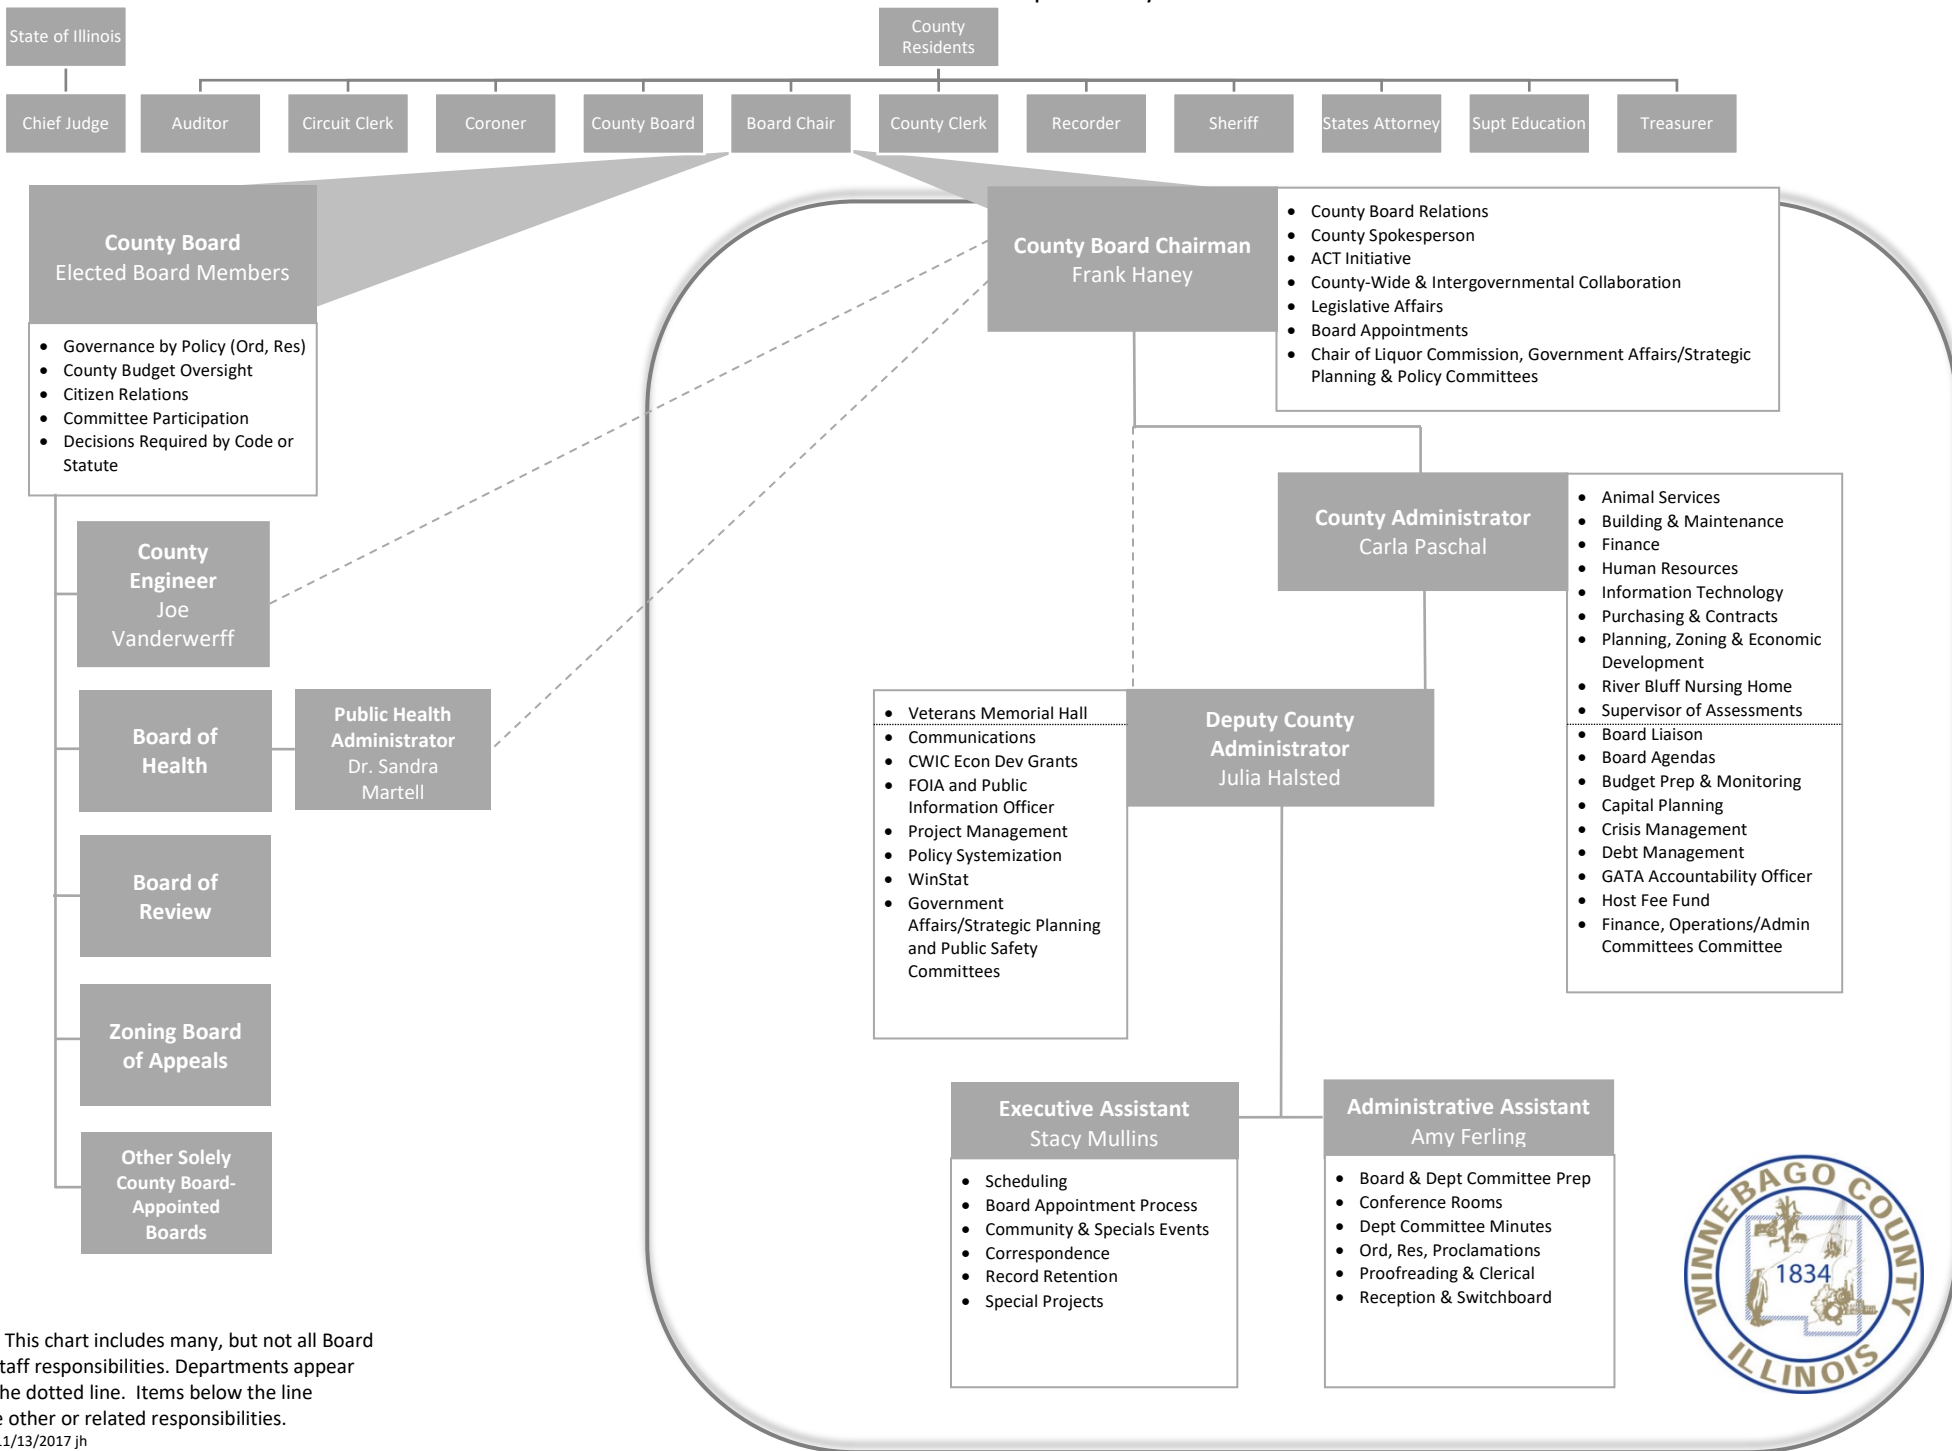 State of Illinois
County
Residents
Chief Judge
Auditor
Circuit Clerk
Coroner
County Board
Board Chair
County Clerk
Recorder
Sheriff
States Attorney
Supt Education
Treasurer
County Board
Elected Board Members
• Governance by Policy (Ord, Res)
• County Budget Oversight
• Citizen Relations
• Committee Participation
• Decisions Required by Code or
Statute
County Board Chairman
Frank Haney
• County Board Relations
• County Spokesperson
• ACT Initiative
• County-Wide & Intergovernmental Collaboration
• Legislative Affairs
• Board Appointments
• Chair of Liquor Commission, Government Affairs/Strategic
Planning & Policy Committees
County
Engineer
Joe
Vanderwerff
Board of
Health
Public Health
Administrator
Dr. Sandra
Martell
Board of
Review
Zoning Board
of Appeals
Other Solely
County Board-
Appointed
Boards
County Administrator
Carla Paschal
• Animal Services
• Building & Maintenance
• Finance
• Human Resources
• Information Technology
• Purchasing & Contracts
• Planning, Zoning & Economic
Development
• River Bluff Nursing Home
• Supervisor of Assessments
• Board Liaison
• Board Agendas
• Budget Prep & Monitoring
• Capital Planning
• Crisis Management
• Debt Management
• GATA Accountability Officer
• Host Fee Fund
• Finance, Operations/Admin
Committees Committee
• Veterans Memorial Hall
• Communications
• CWIC Econ Dev Grants
• FOIA and Public
Information Officer
• Project Management
• Policy Systemization
• WinStat
• Government
Affairs/Strategic Planning
and Public Safety
Committees
Deputy County
Administrator
Julia Halsted
Executive Assistant
Stacy Mullins
• Scheduling
• Board Appointment Process
• Community & Specials Events
• Correspondence
• Record Retention
• Special Projects
Administrative Assistant
Amy Ferling
• Board & Dept Committee Prep
• Conference Rooms
• Dept Committee Minutes
• Ord, Res, Proclamations
• Proofreading & Clerical
• Reception & Switchboard
WINNEBAGO COUNTY
1834
ILLINOIS
This chart includes many, but not all Board
taff responsibilities. Departments appear
he dotted line. Items below the line
e other or related responsibilities.
11/13/2017 jh